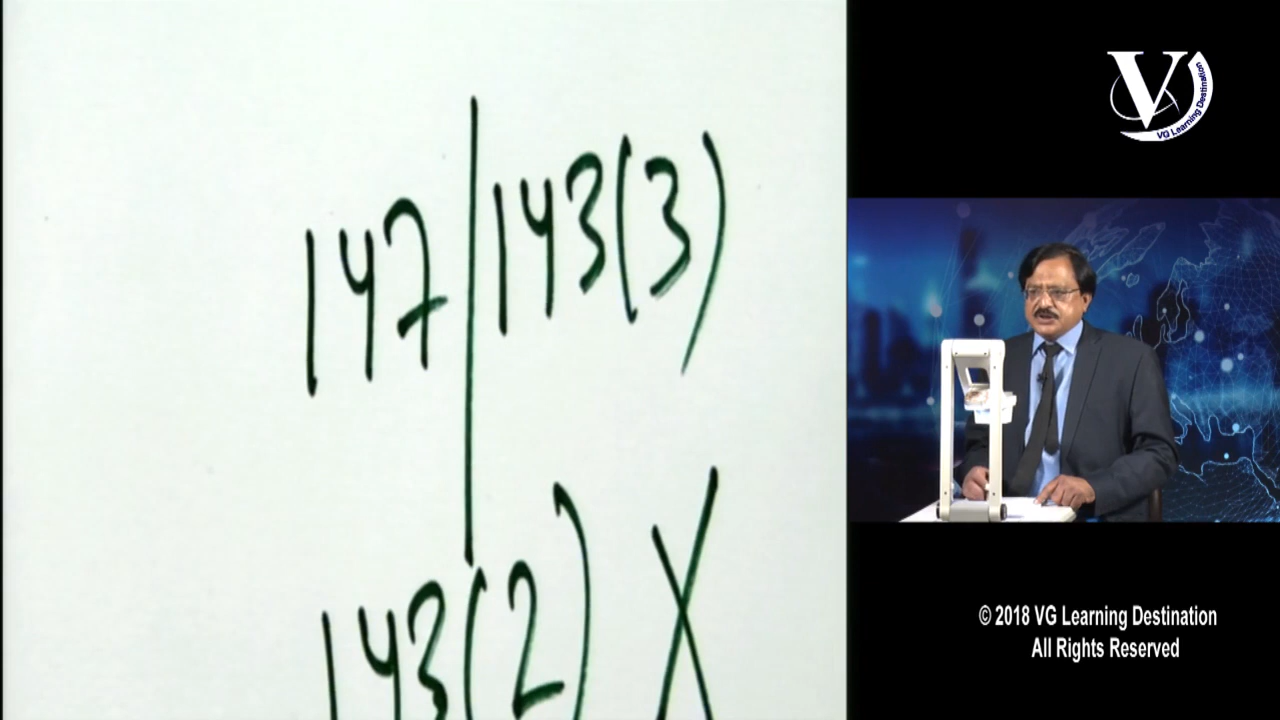 147 | 143(3)
143(2) X
V
VG Learning Destination
© 2018 VG Learning Destination
All Rights Reserved